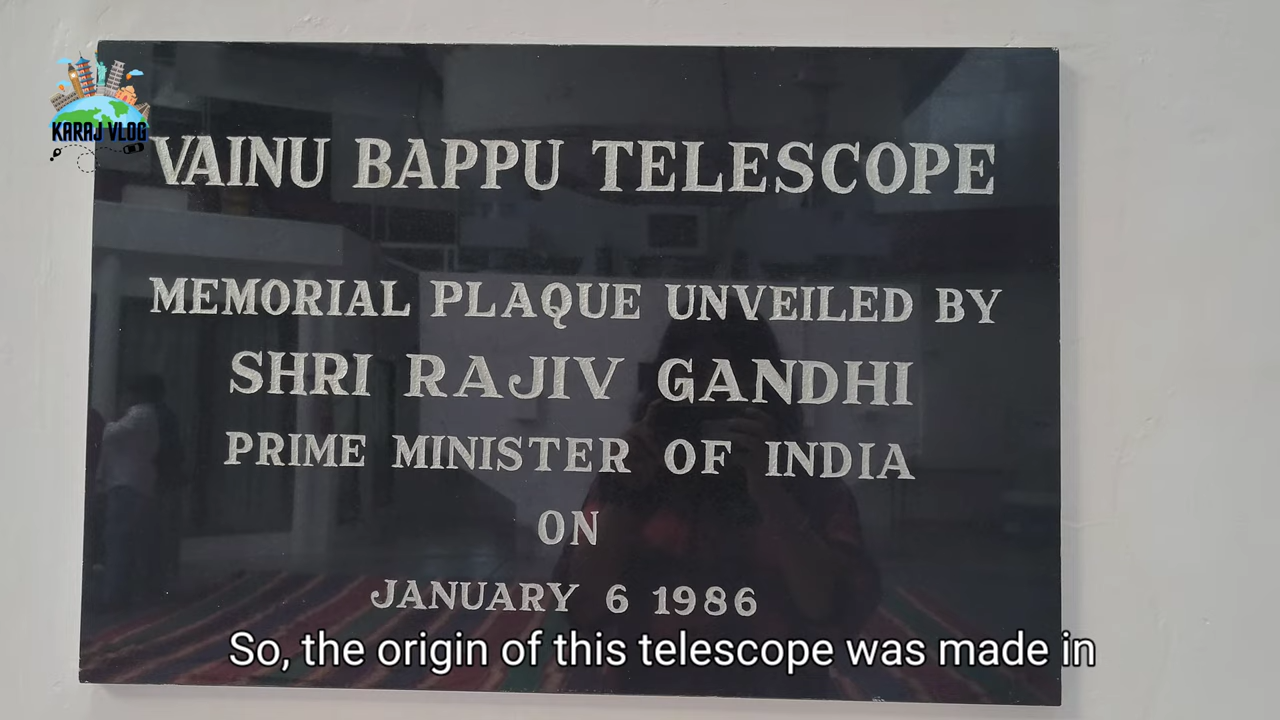 KARAJ VLOG
VAINU BAPPU TELESCOPE
MEMORIAL PLAQUE UNVEILED BY
SHRI RAJIV GANDHI
PRIME MINISTER OF INDIA
ON
JANUARY 6 1986
So, the origin of this telescope was made in